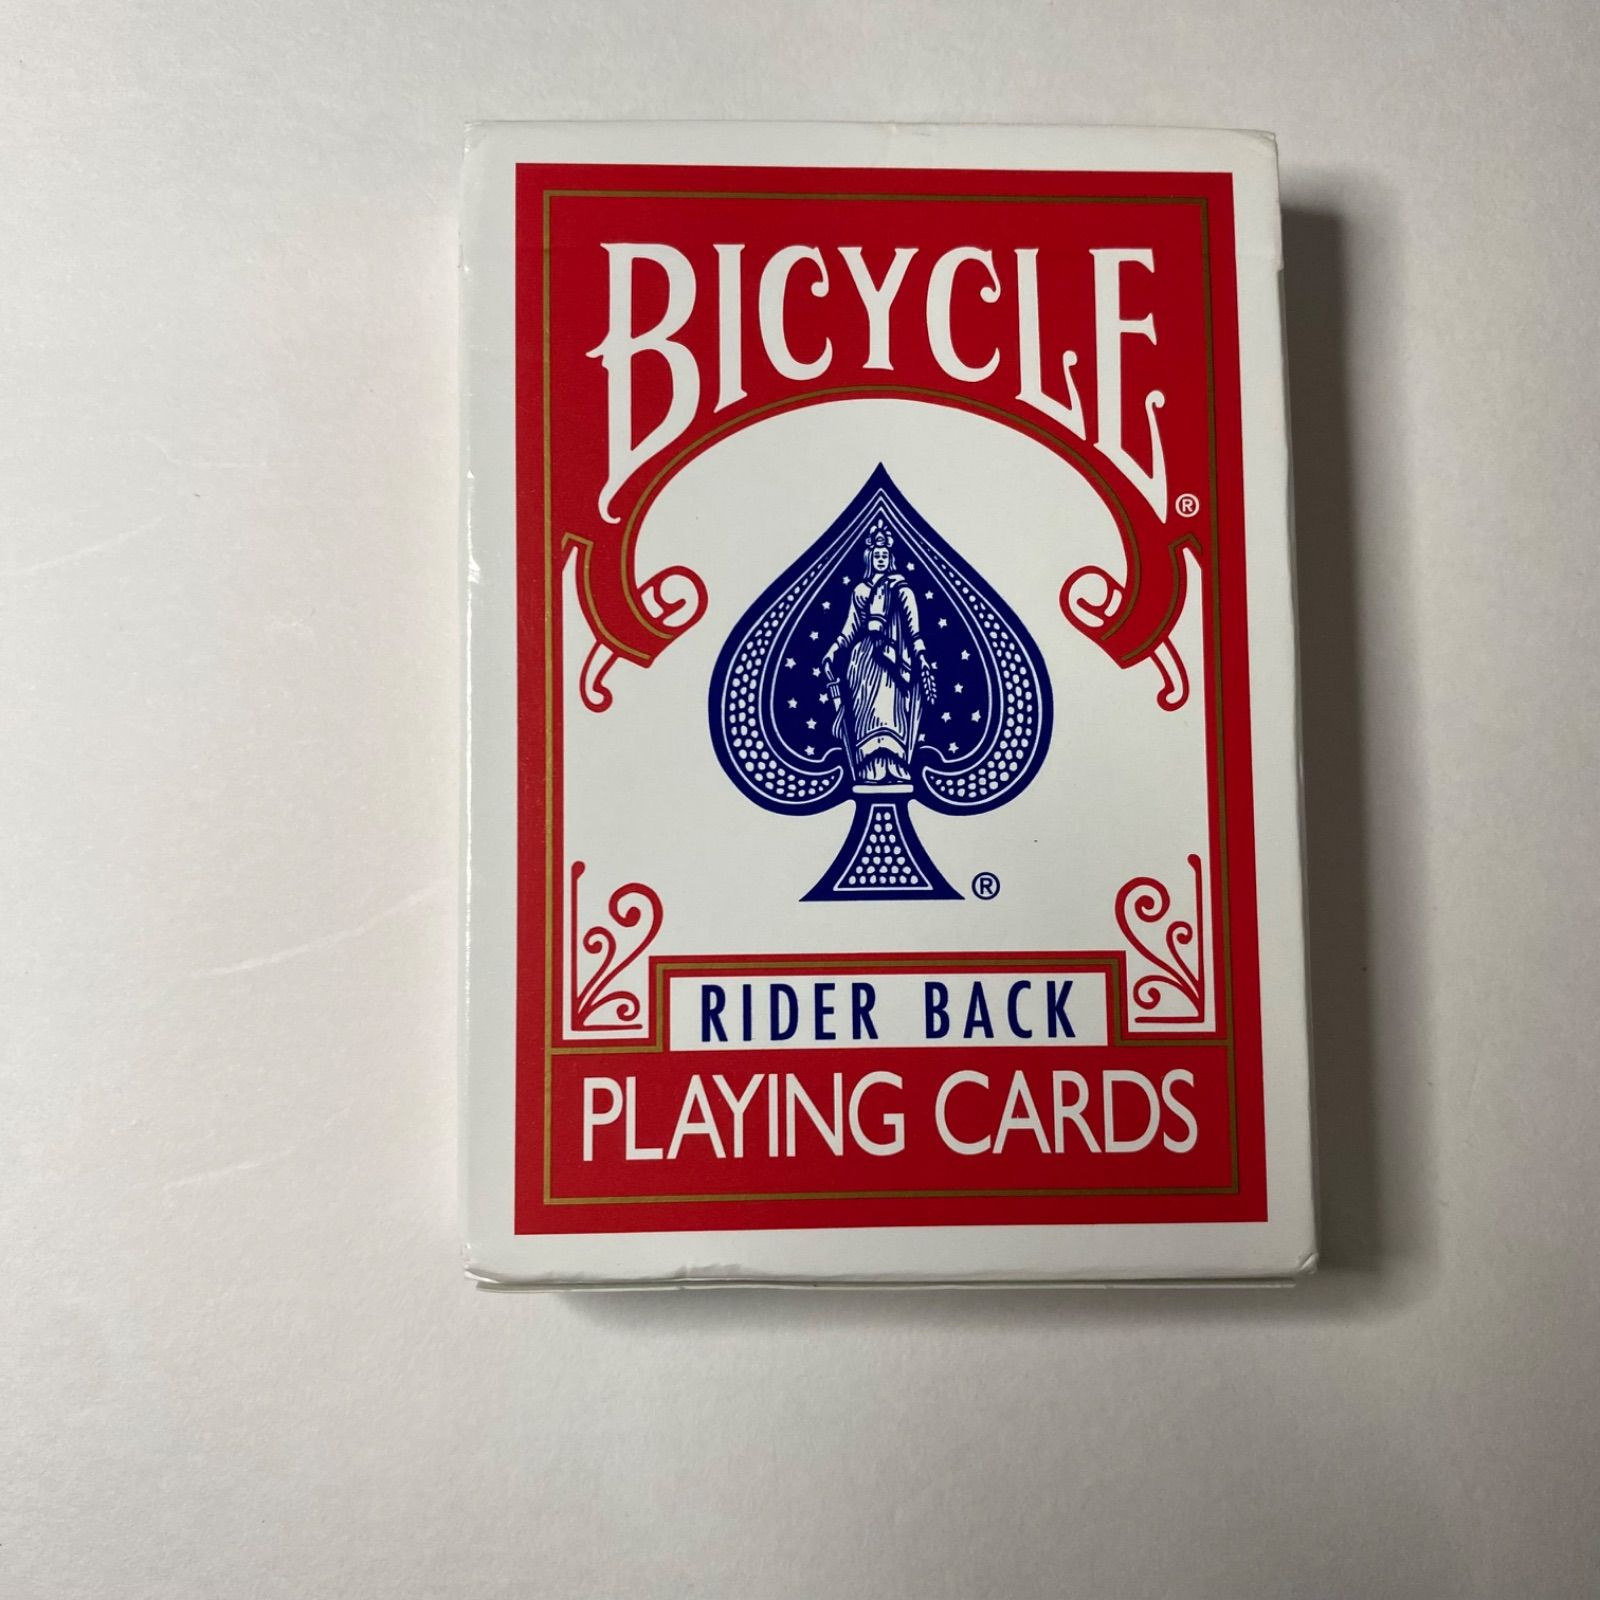 BICYCLE®
®
RIDER BACK
PLAYING CARDS